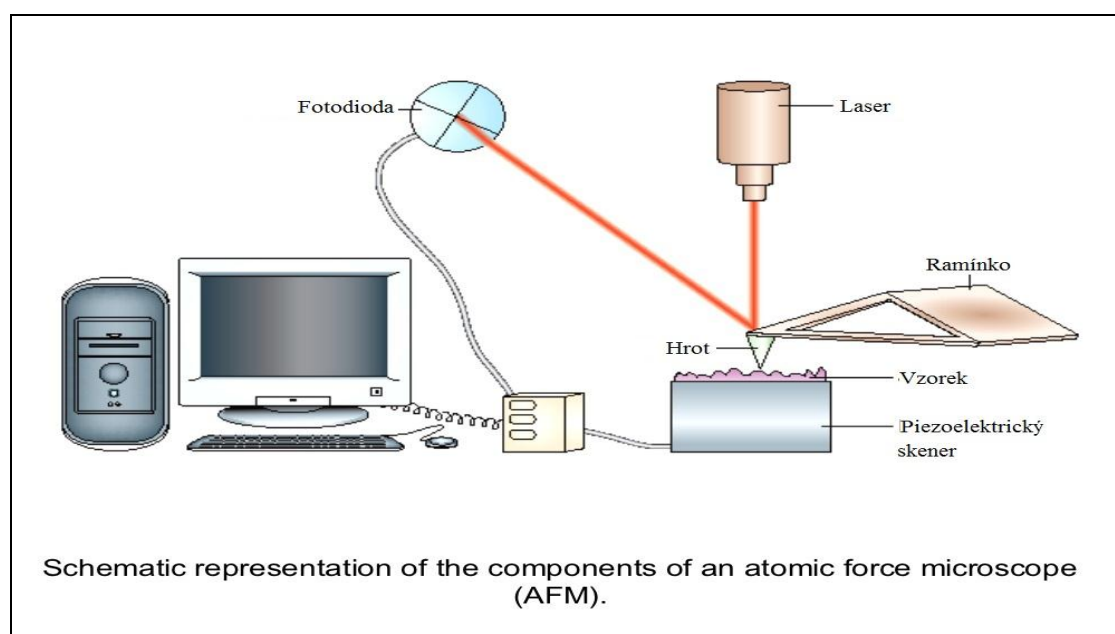 Fotodioda
Laser
Ramínko
Hrot
Vzorek
Piezoelektrický
skener
Schematic representation of the components of an atomic force microscope
(AFM).